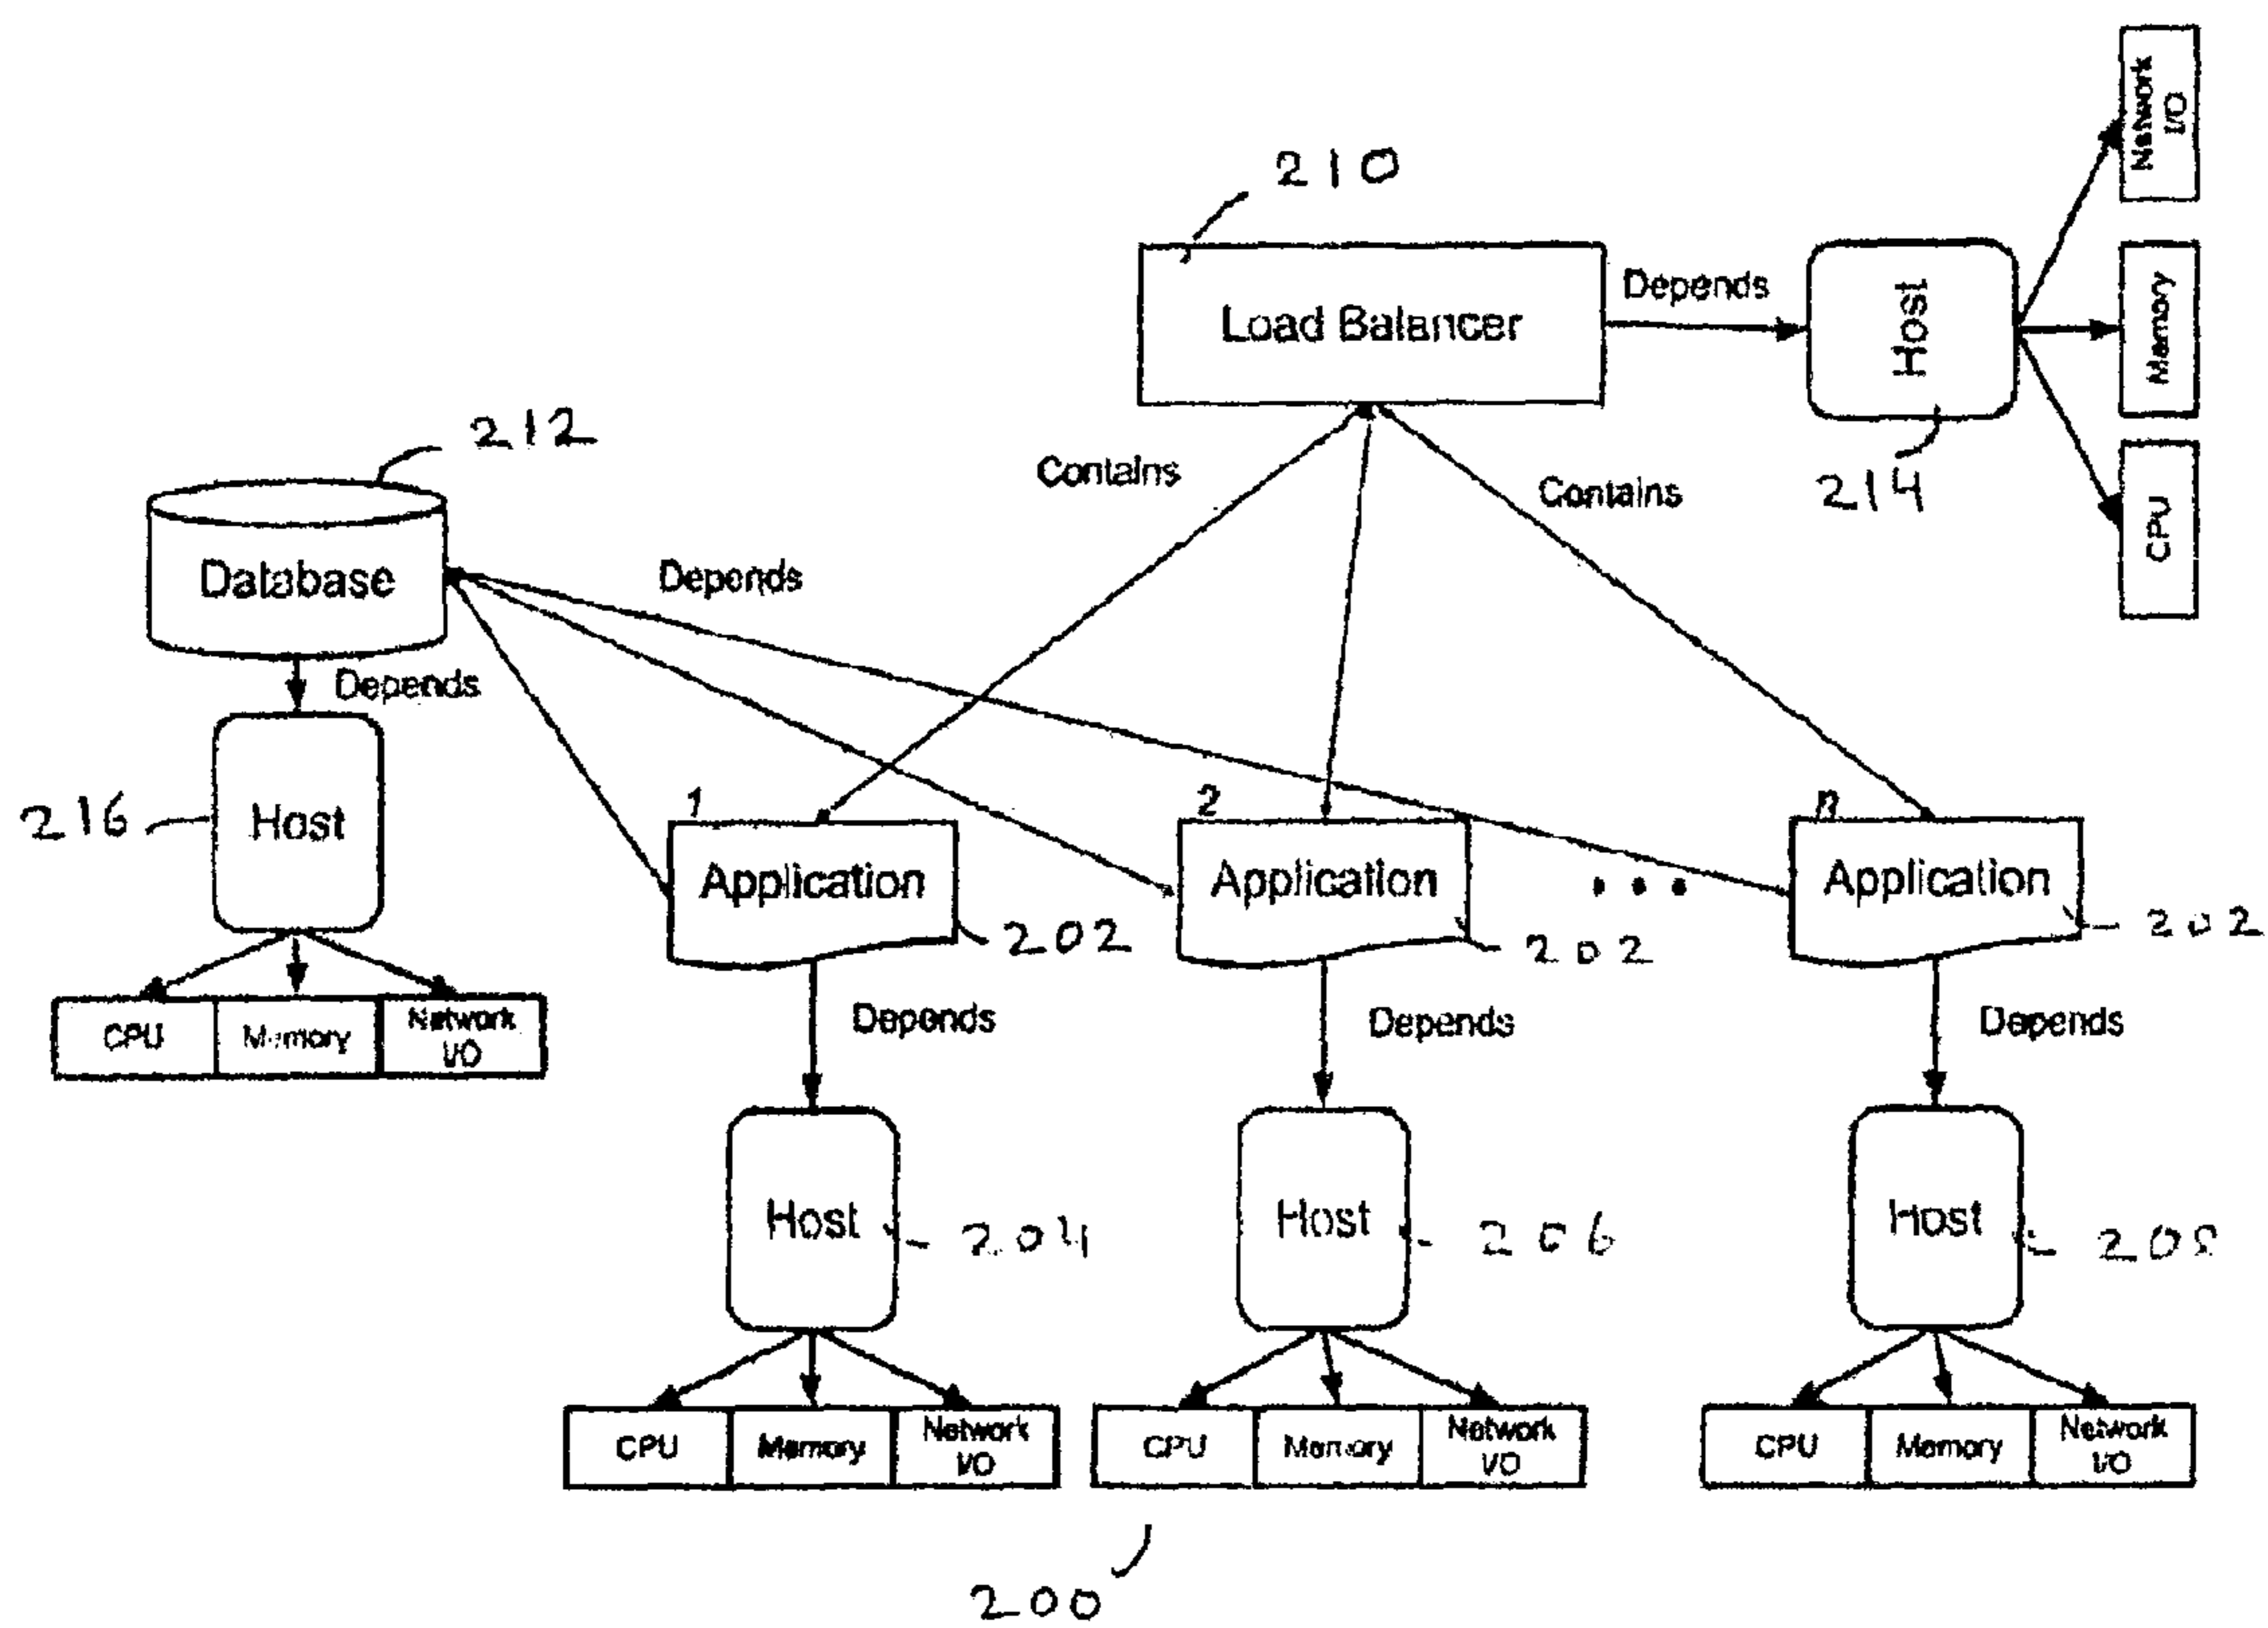 Network
I/O
210
Load Balancer
Depends
Host
Memory
212
Contains
Contains
214
CPU
Database
Depends
Depends
216
Host
1
2
n
Application
Application
Application
202
202
202
CPU
Memory
Network
I/O
Depends
Depends
Depends
Host
204
Host
206
Host
208
CPU
Memory
Network
I/O
CPU
Memory
Network
I/O
CPU
Memory
Network
I/O
200